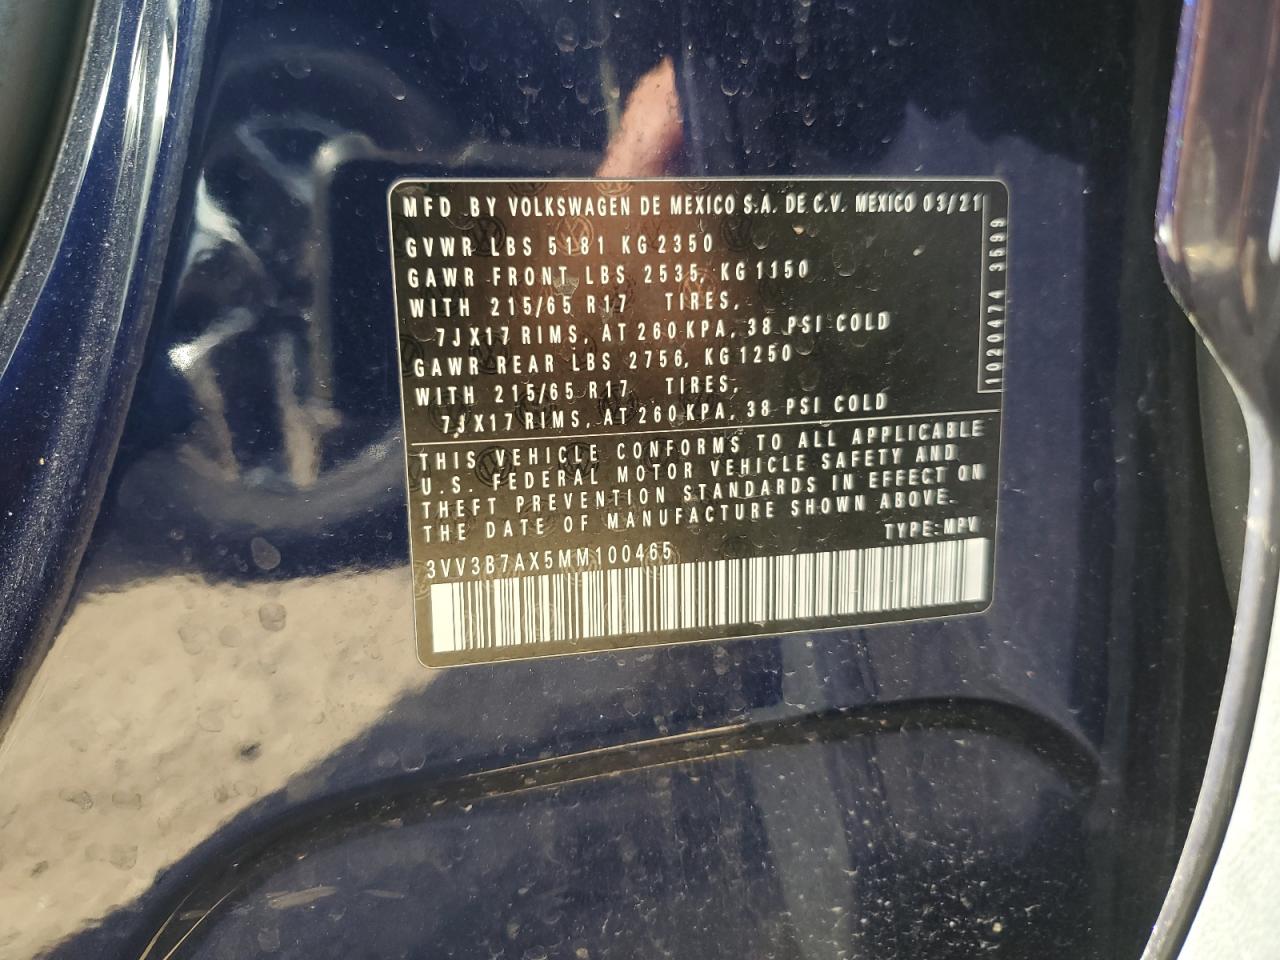 MFD .BY VOLKSWAGEN DE MEXICO S.A. DE C.V. MEXICO 03/21
GVWR LBS 5181 KG 2350
GAWR FRONT LBS 2535, KG 1150
WITH 215/65 R17 TIRES,
7JX17 RIMS, AT 260 KPA, 38 PSI COLD
GAWR REAR LBS 2756, KG 1250
WITH 215/65 R17 TIRES,
7JX17 RIMS, AT 260 KPA, 38 PSI COLD
1920474 3599
THIS VEHICLE CONFORMS TO ALL APPLICABLE
U.S. FEDERAL MOTOR VEHICLE SAFETY AND
THEFT PREVENTION STANDARDS IN EFFECT ON
THE DATE OF MANUFACTURE SHOWN ABOVE.
TYPE: MPV
3VV3B7AX5MM100465